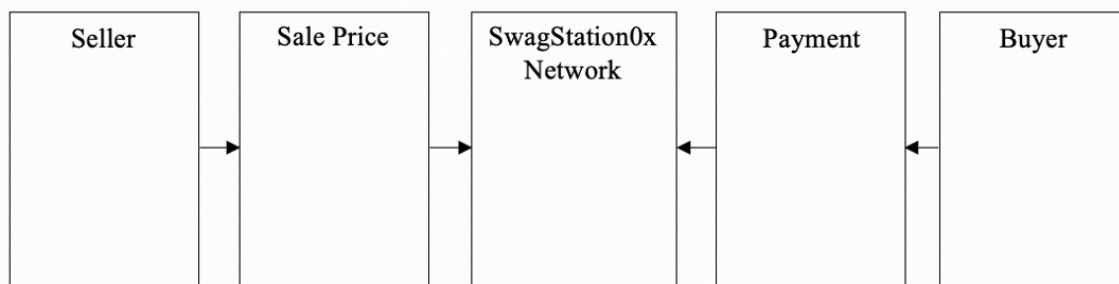 Seller
Sale Price
SwagStation0x
Network
Payment
Buyer